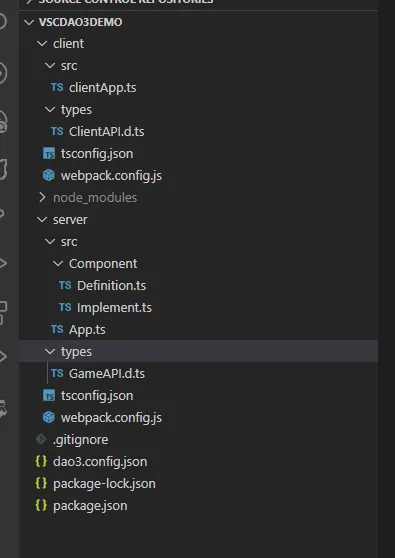 SOURCE CONTROL REPOSITORIES
VSCDAO3DEMO
client
src
TS clientApp.ts
types
TS ClientAPI.d.ts
TS tsconfig.json
webpack.config.js
node_modules
server
src
Component
TS Definition.ts
TS Implement.ts
TS App.ts
types
TS GameAPI.d.ts
TS tsconfig.json
webpack.config.js
.gitignore
{} dao3.config.json
{} package-lock.json
{} package.json